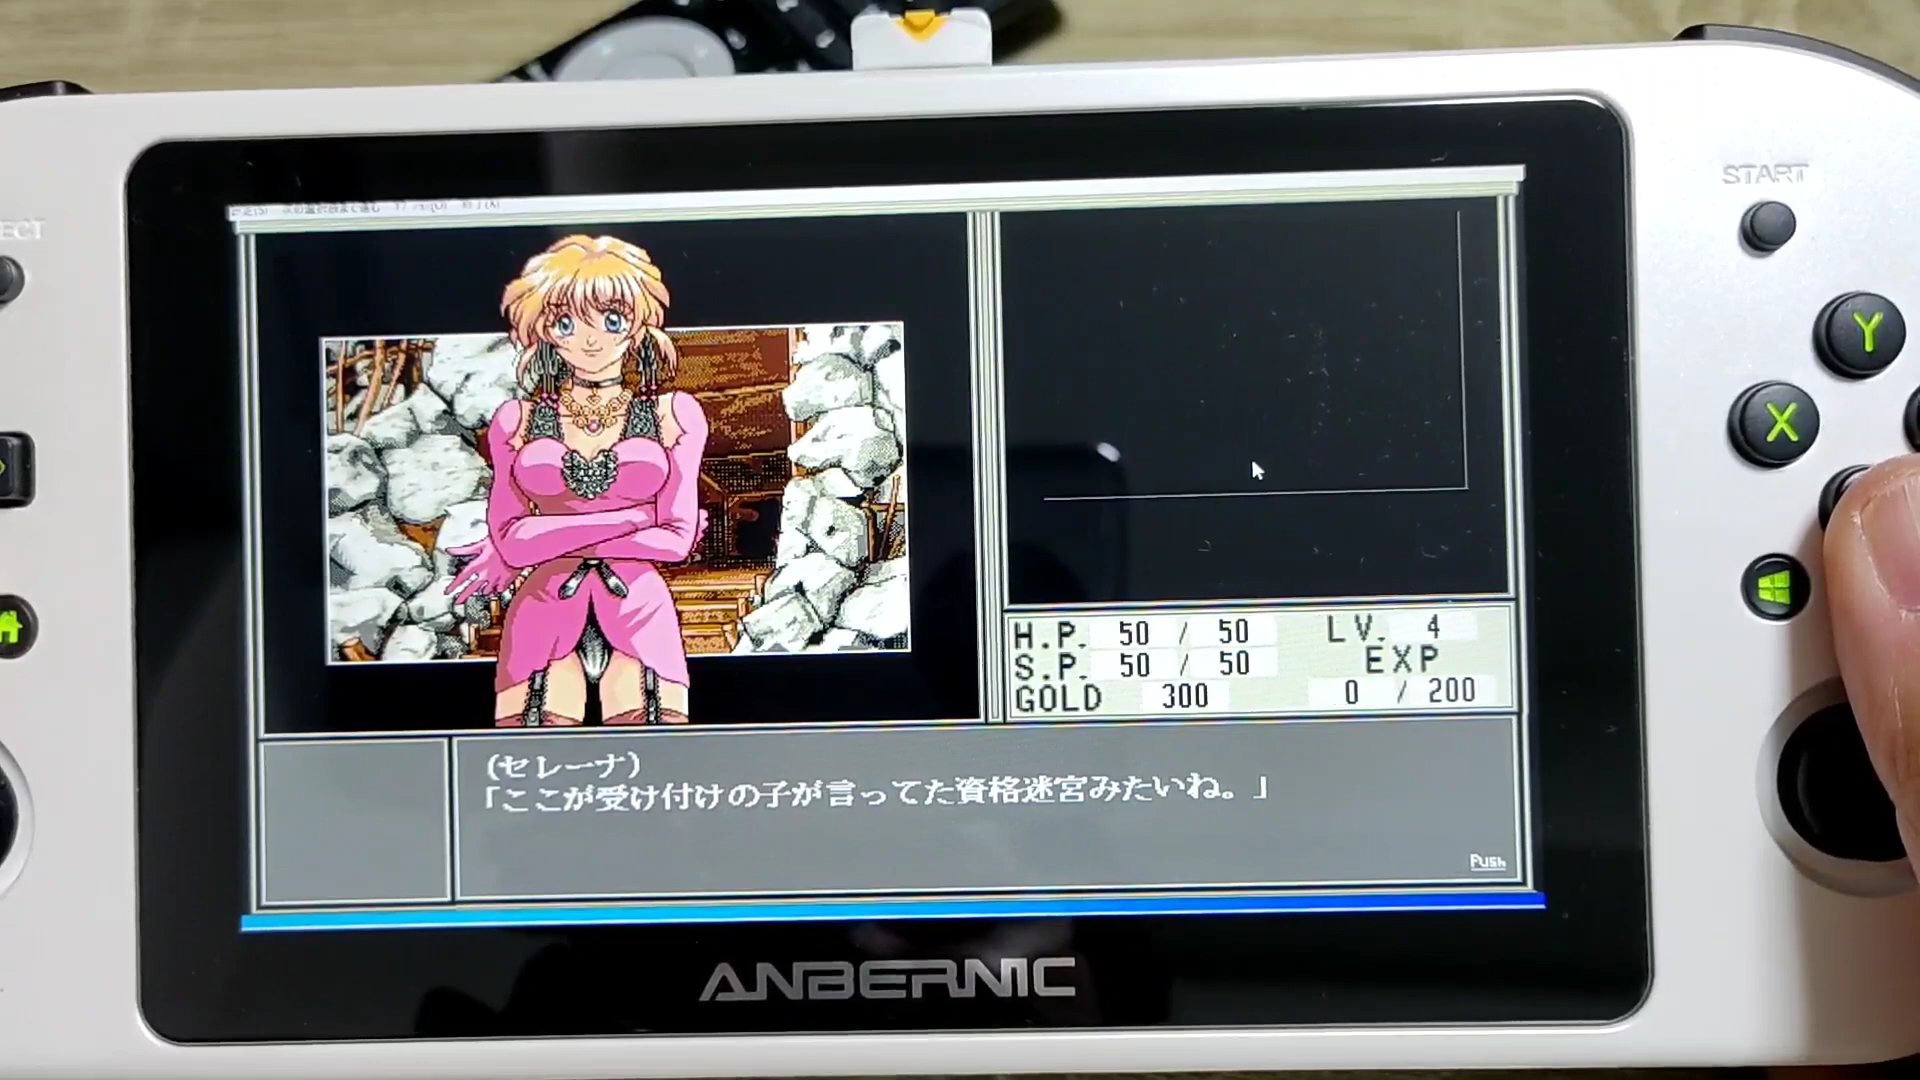 START
ECT
Y
X
H.P. 50 / 50 LV. 4
S.P. 50 / 50 EXP
GOLD 300 0 / 200
(セレーナ)
「ここが受け付けの子が言ってた資格迷宮みたいね。」
Push
ANBERNIC